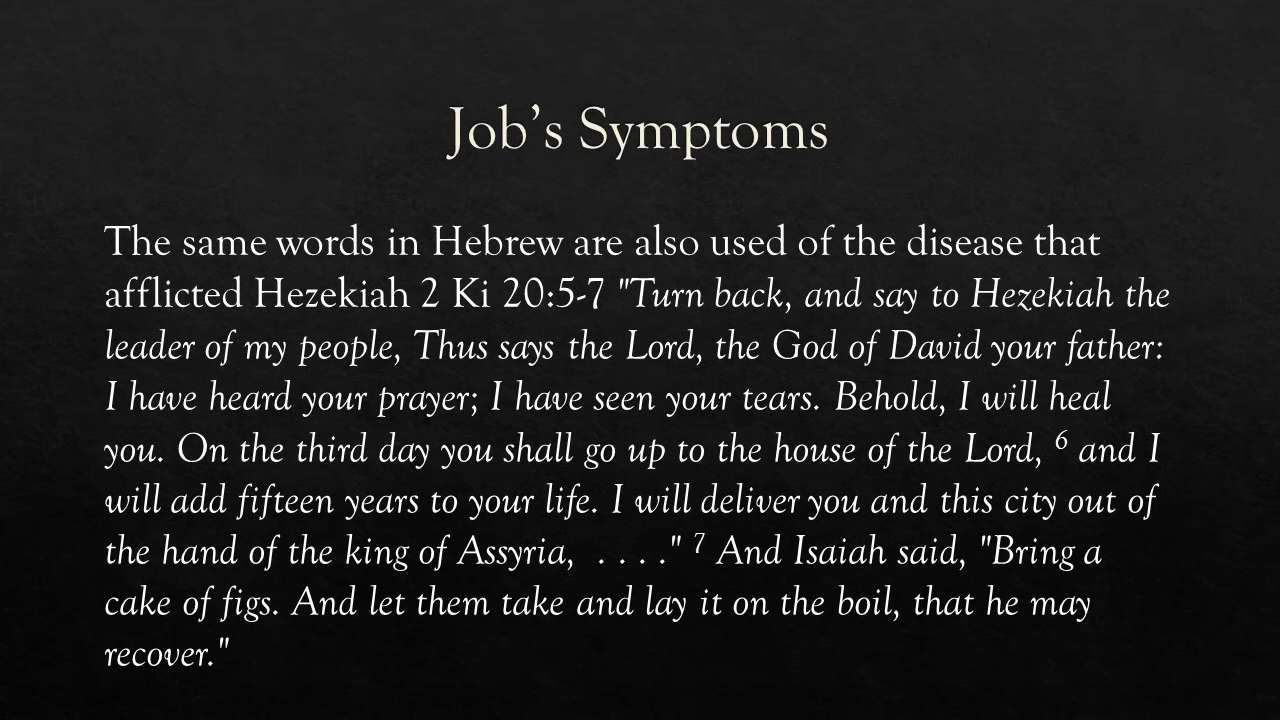 Job’s Symptoms
The same words in Hebrew are also used of the disease that
afflicted Hezekiah 2 Ki 20:5-7 "Turn back, and say to Hezekiah the
leader of my people, Thus says the Lord, the God of David your father:
I have heard your prayer; I have seen your tears. Behold, I will heal
you. On the third day you shall go up to the house of the Lord, ⁶ and I
will add fifteen years to your life. I will deliver you and this city out of
the hand of the king of Assyria, . . . ." ⁷ And Isaiah said, "Bring a
cake of figs. And let them take and lay it on the boil, that he may
recover."